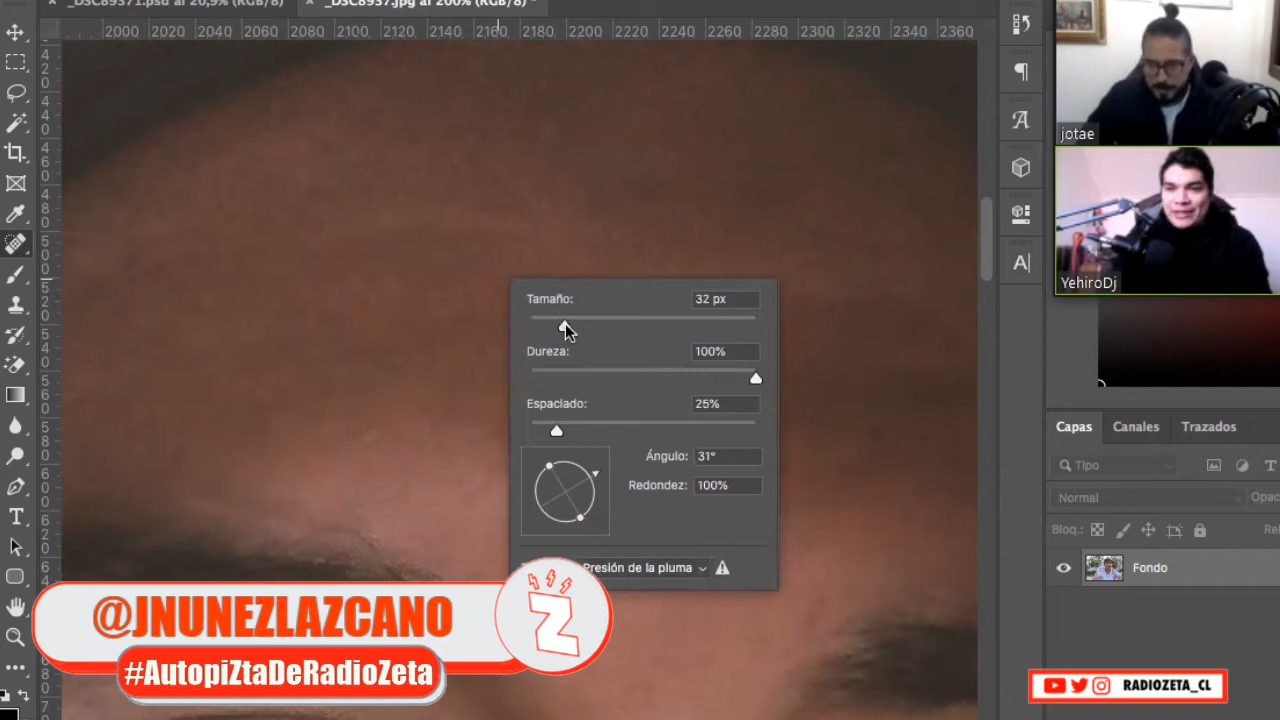 _DSC89371.psd al 20,9% (RGB/8)
_DSC8937.jpg al 200% (RGB/8) *
2000 2020 2040 2060 2080 2100 2120 2140 2160 2180 2200 2220 2240 2260 2280 2300 2320 2340 2360
jotae
YehiroDj
Tamaño: 32 px
Dureza: 100%
Espaciado: 25%
Ángulo: 31°
Redondez: 100%
Presión de la pluma
Capas Canales Trazados
Tipo
Normal
Bloq.:
Fondo
@JNUNEZLAZCANO
Z
#AutopiZtaDeRadioZeta
RADIOZETA_CL